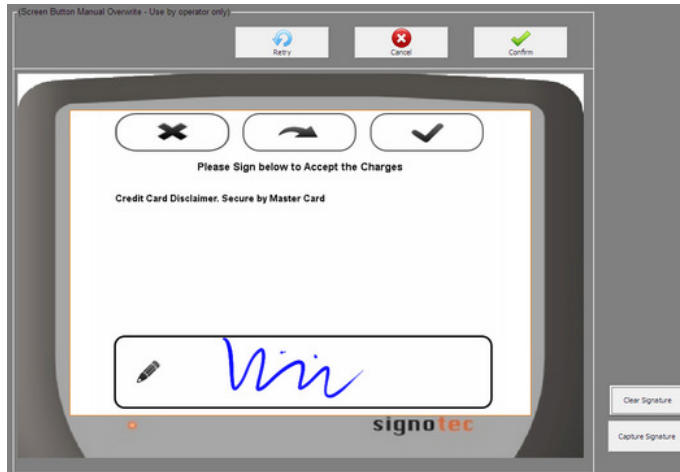 (Screen Button Manual Overwrite - Use by operator only)
Retry
Cancel
Confirm
Please Sign below to Accept the Charges
Credit Card Disclaimer. Secure by Master Card
signotec
Clear Signature
Capture Signature